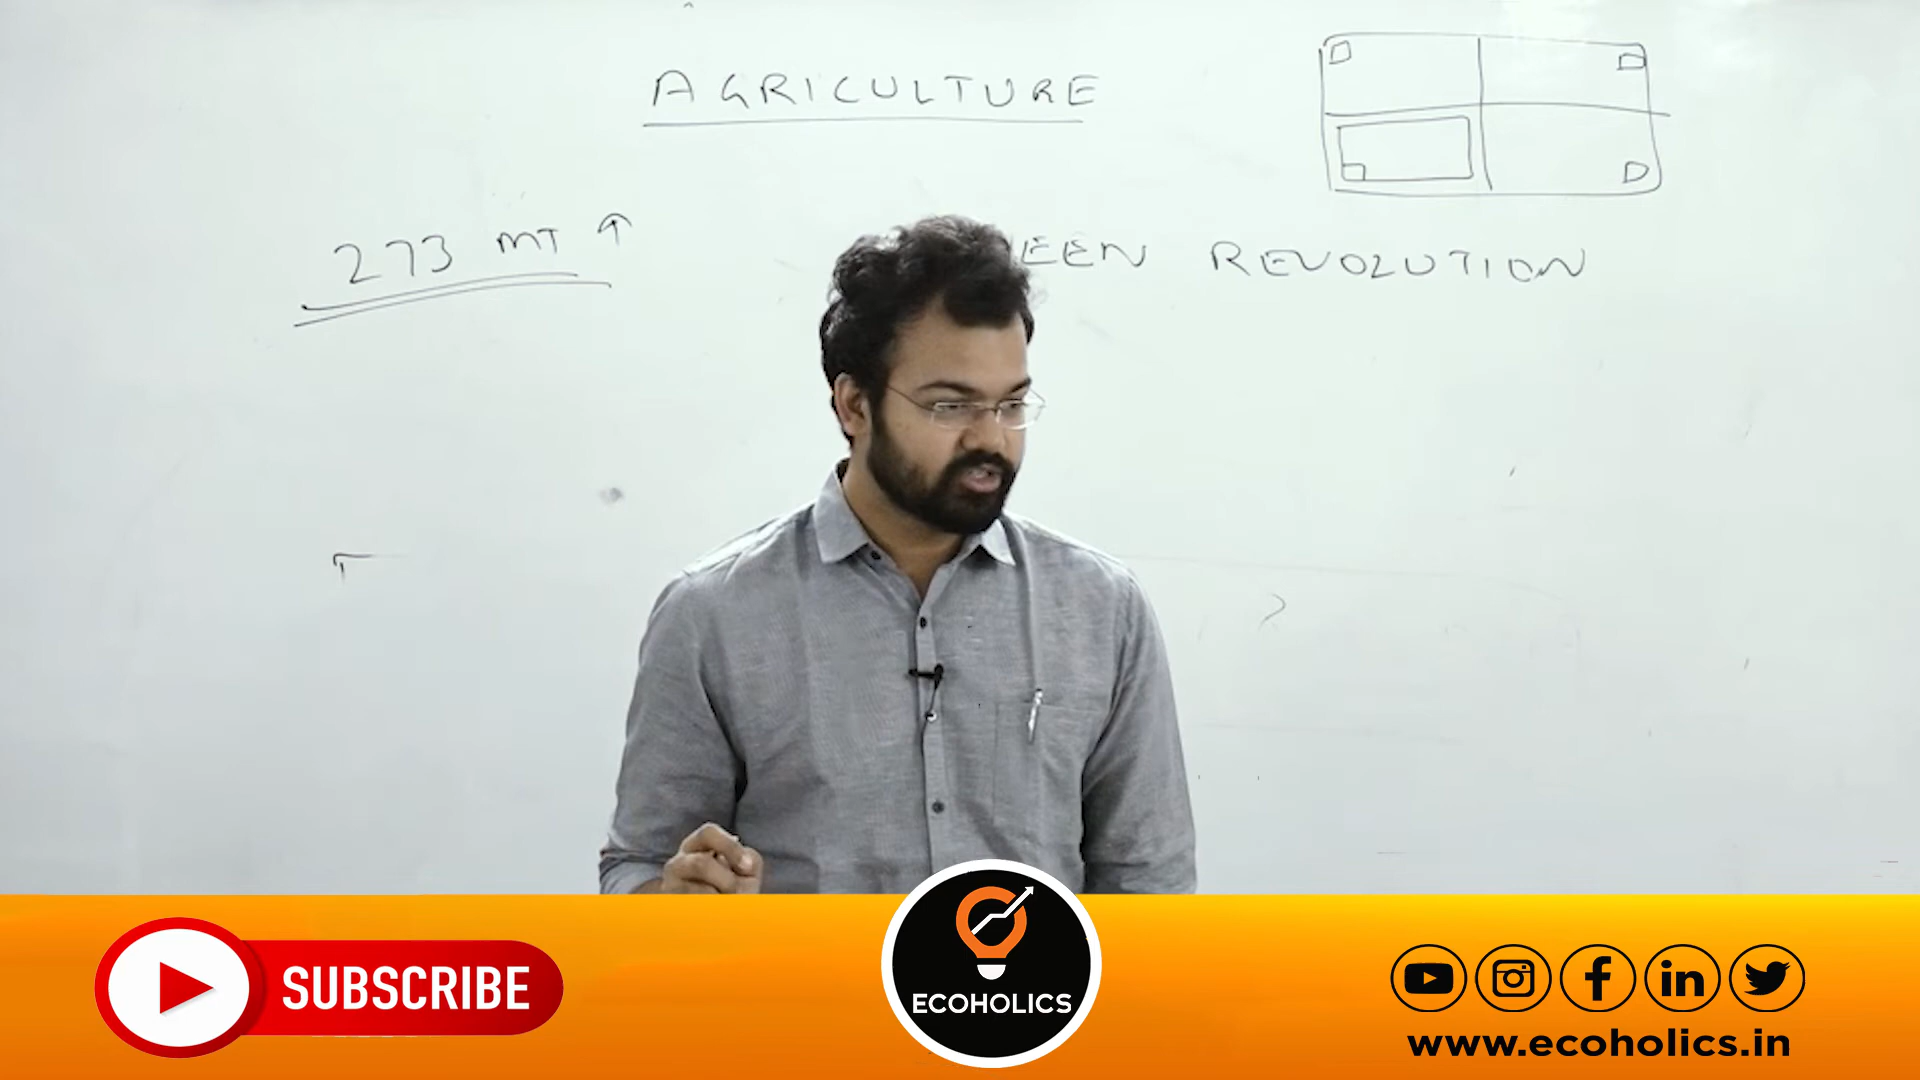 AGRICULTURE
273 MT ↑
EEN REVOLUTION
SUBSCRIBE
ECOHOLICS
www.ecoholics.in